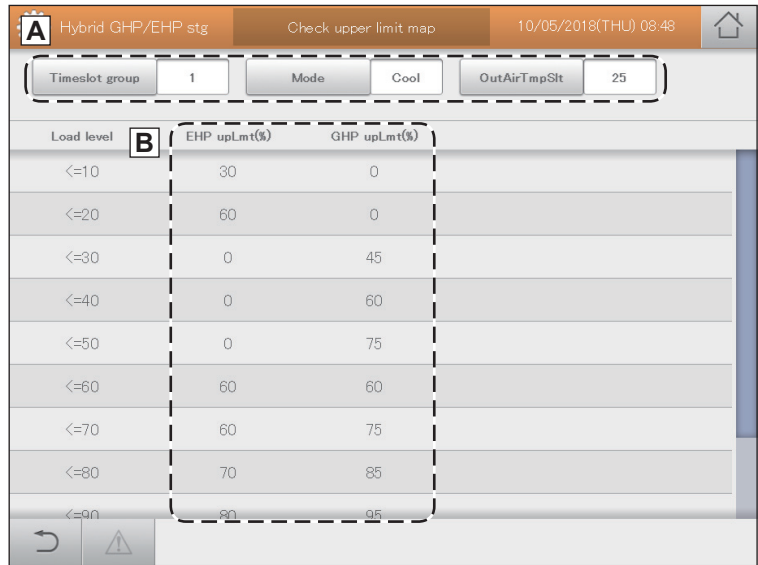 A Hybrid GHP/EHP stg Check upper limit map 10/05/2018(THU) 08:48
Timeslot group 1 Mode Cool OutAirTmpSlt 25
Load level B EHP upLmt(%) GHP upLmt(%)
<=10 30 0
<=20 60 0
<=30 0 45
<=40 0 60
<=50 0 75
<=60 60 60
<=70 60 75
<=80 70 85
<=90 80 95